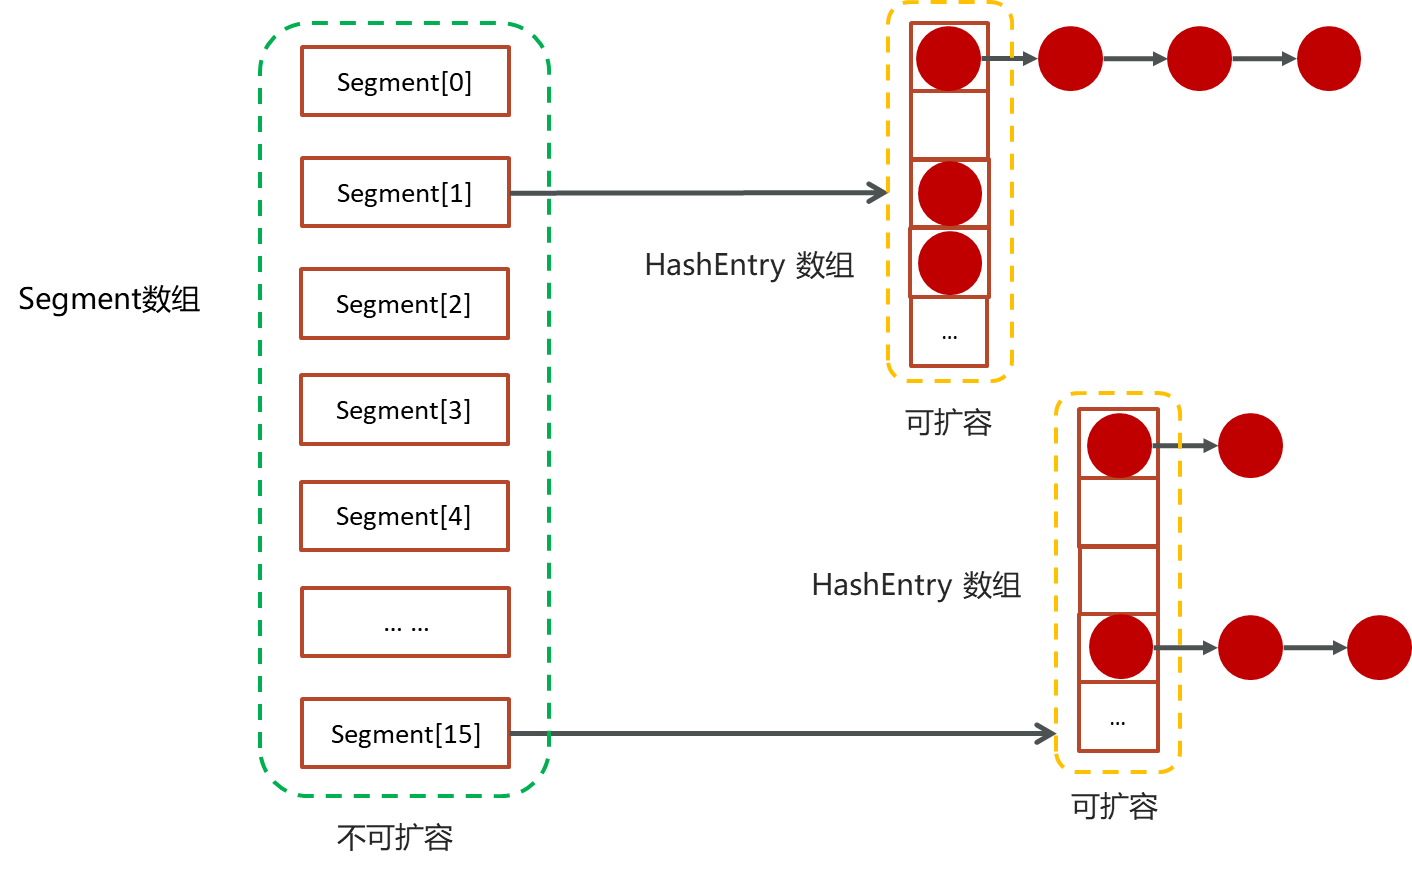 Segment数组
Segment[0]
Segment[1]
Segment[2]
Segment[3]
Segment[4]
... ...
Segment[15]
不可扩容
HashEntry 数组
...
可扩容
HashEntry 数组
...
可扩容